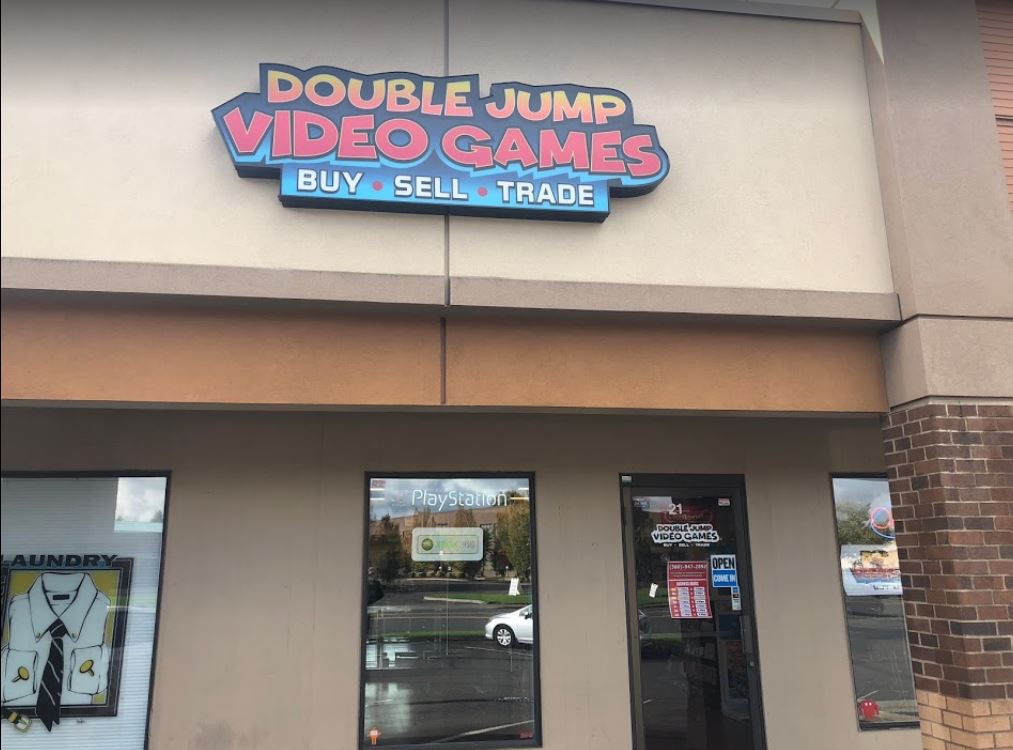 DOUBLE JUMP
VIDEO GAMES
BUY • SELL • TRADE
LAUNDRY
PlayStation
XBOX 360
21
DOUBLE JUMP
VIDEO GAMES
BUY • SELL • TRADE
OPEN
COME IN